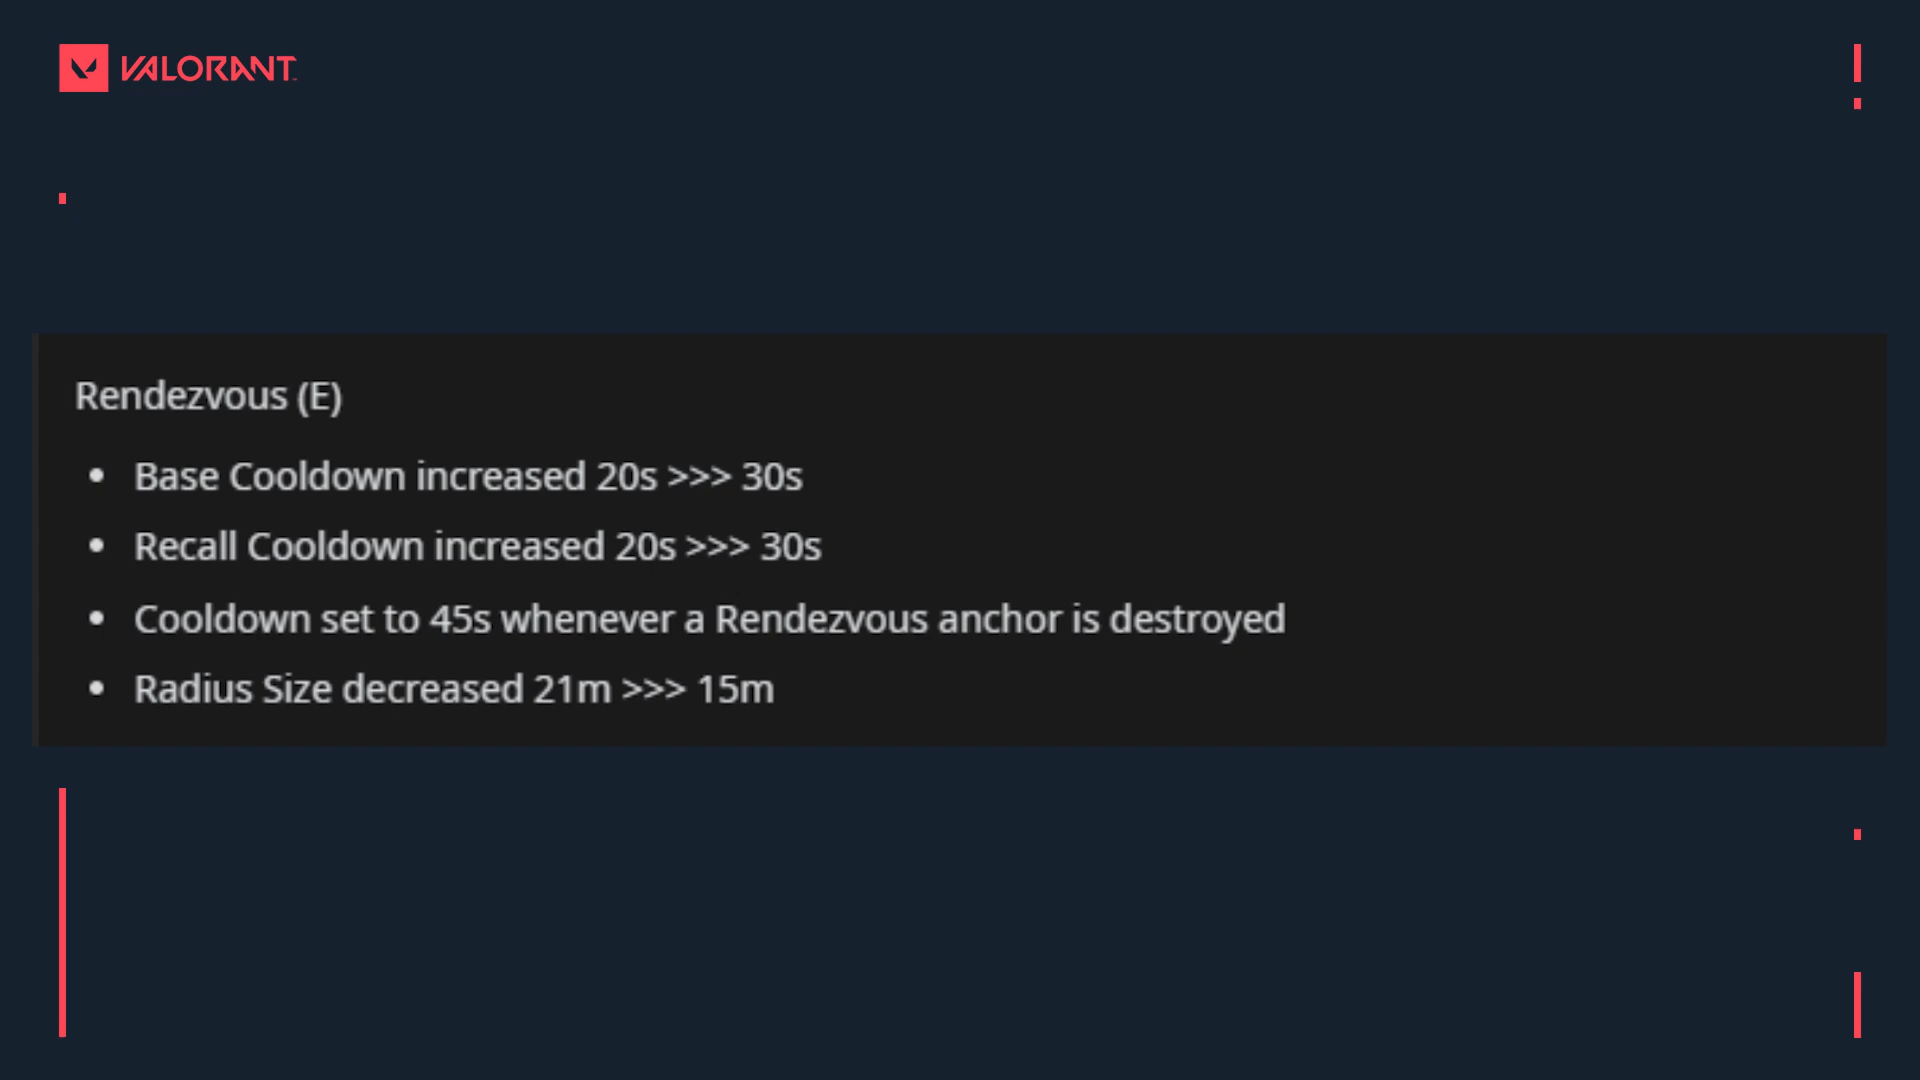 VALORANT
Rendezvous (E)
• Base Cooldown increased 20s >>> 30s
• Recall Cooldown increased 20s >>> 30s
• Cooldown set to 45s whenever a Rendezvous anchor is destroyed
• Radius Size decreased 21m >>> 15m